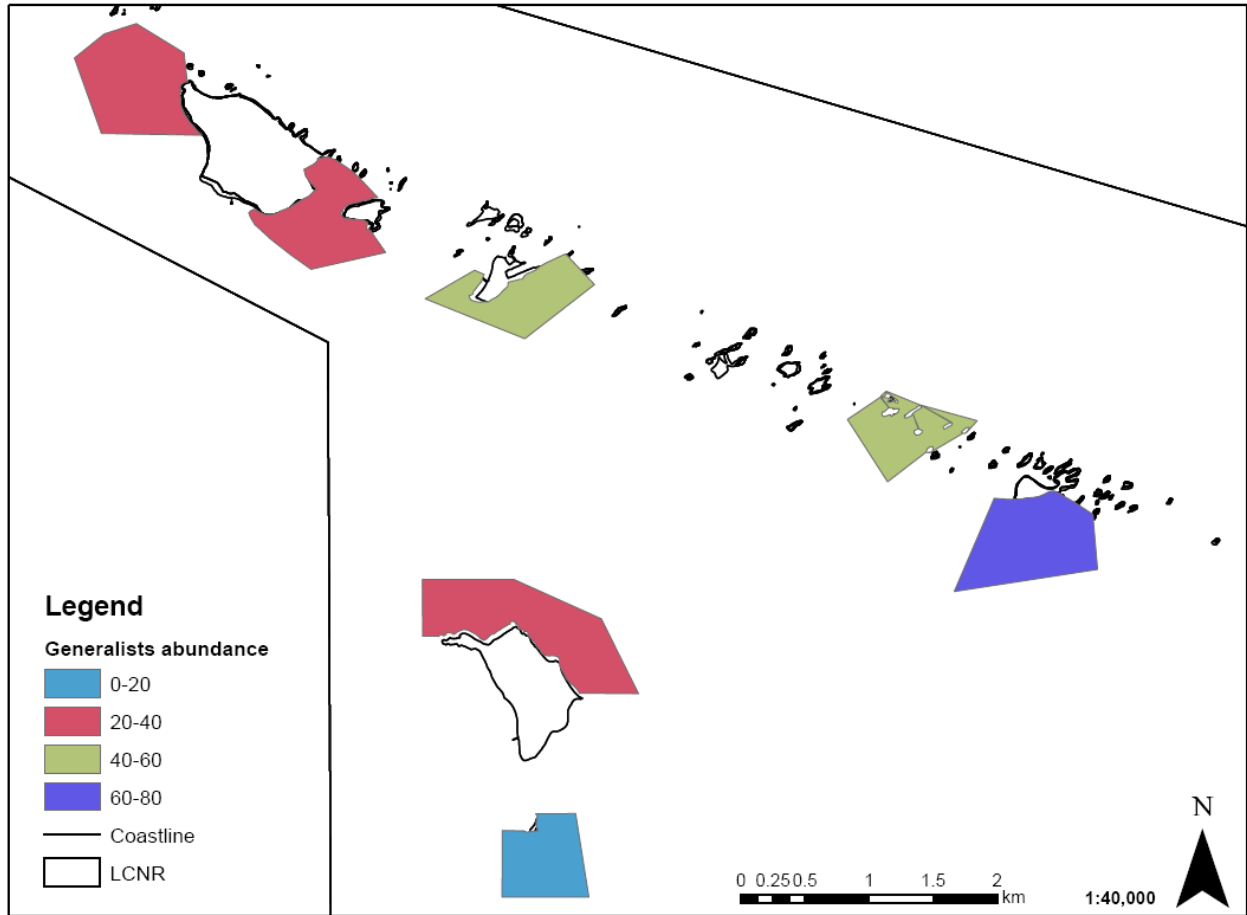 Legend
Generalists abundance
0-20
20-40
40-60
60-80
Coastline
LCNR
N
0 0.25 0.5 1 1.5 2
km
1:40,000